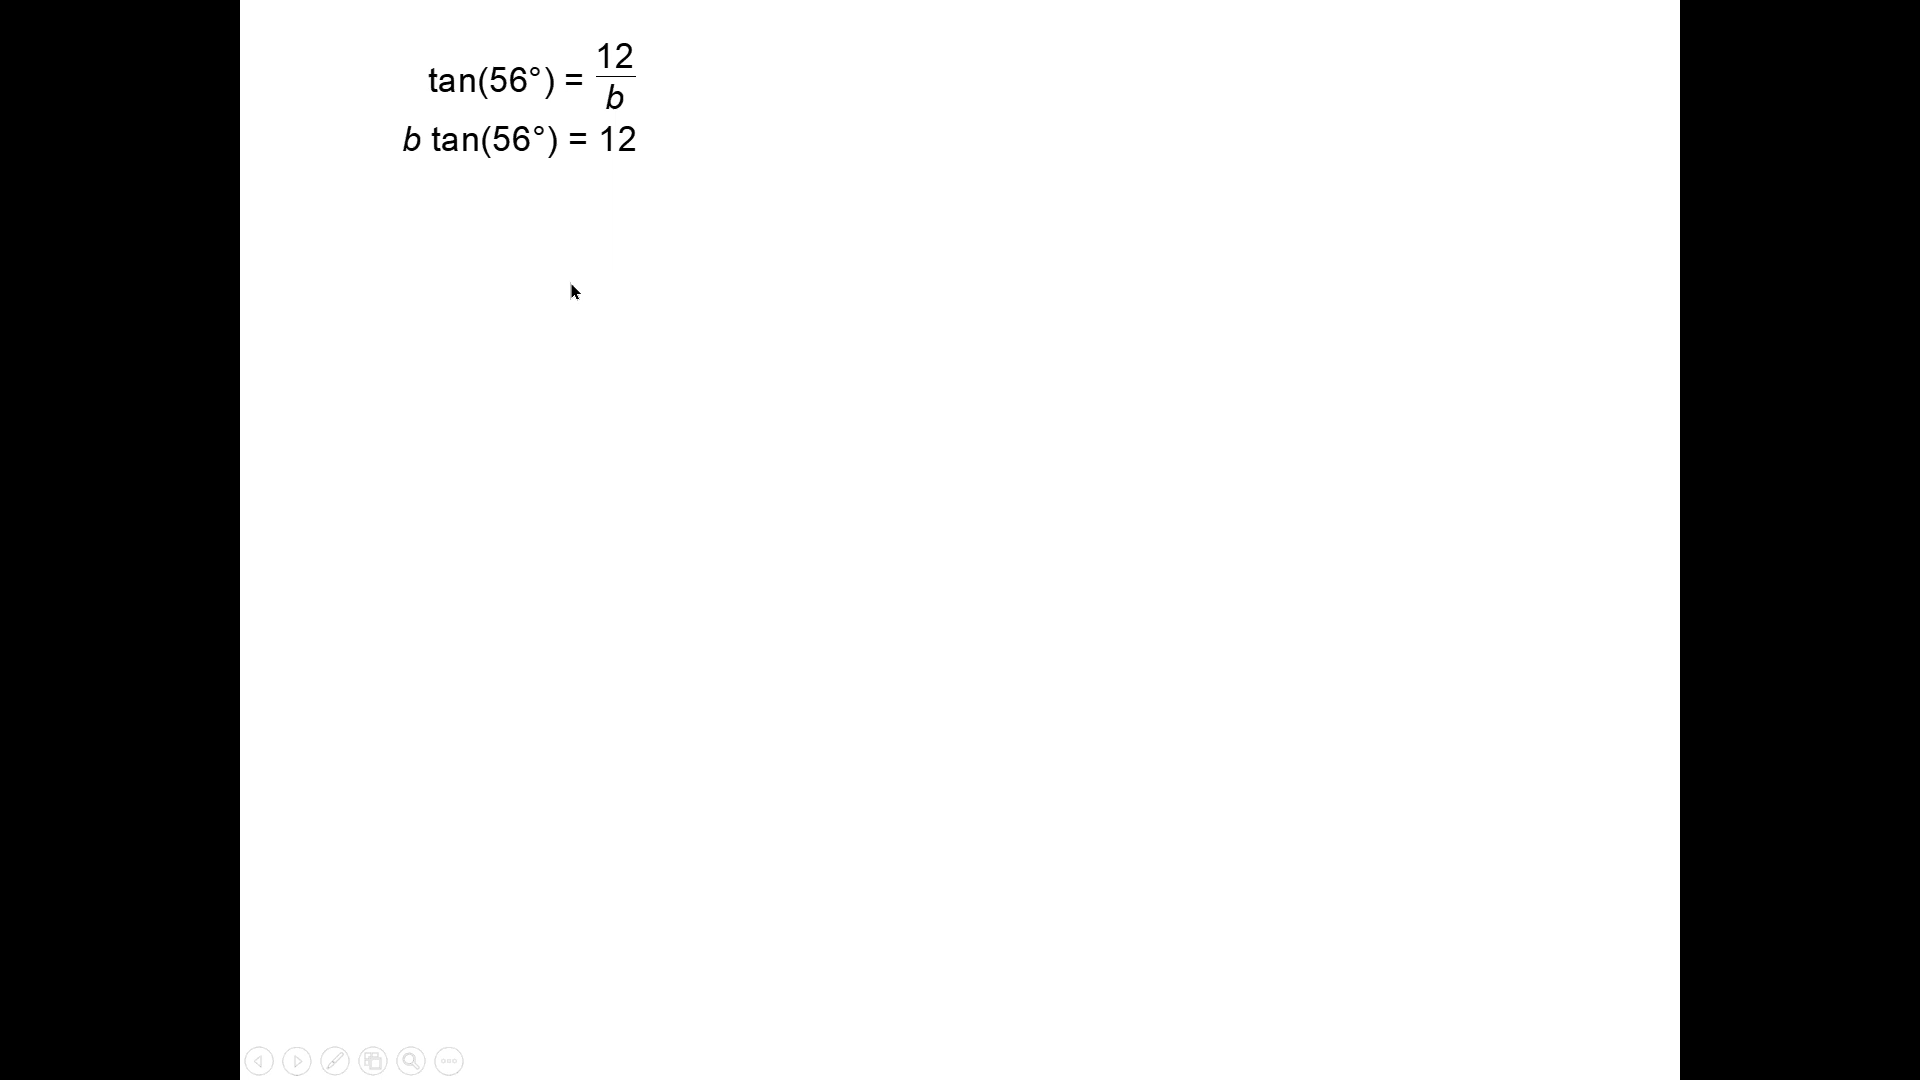 tan(56°) = 12/b
b tan(56°) = 12